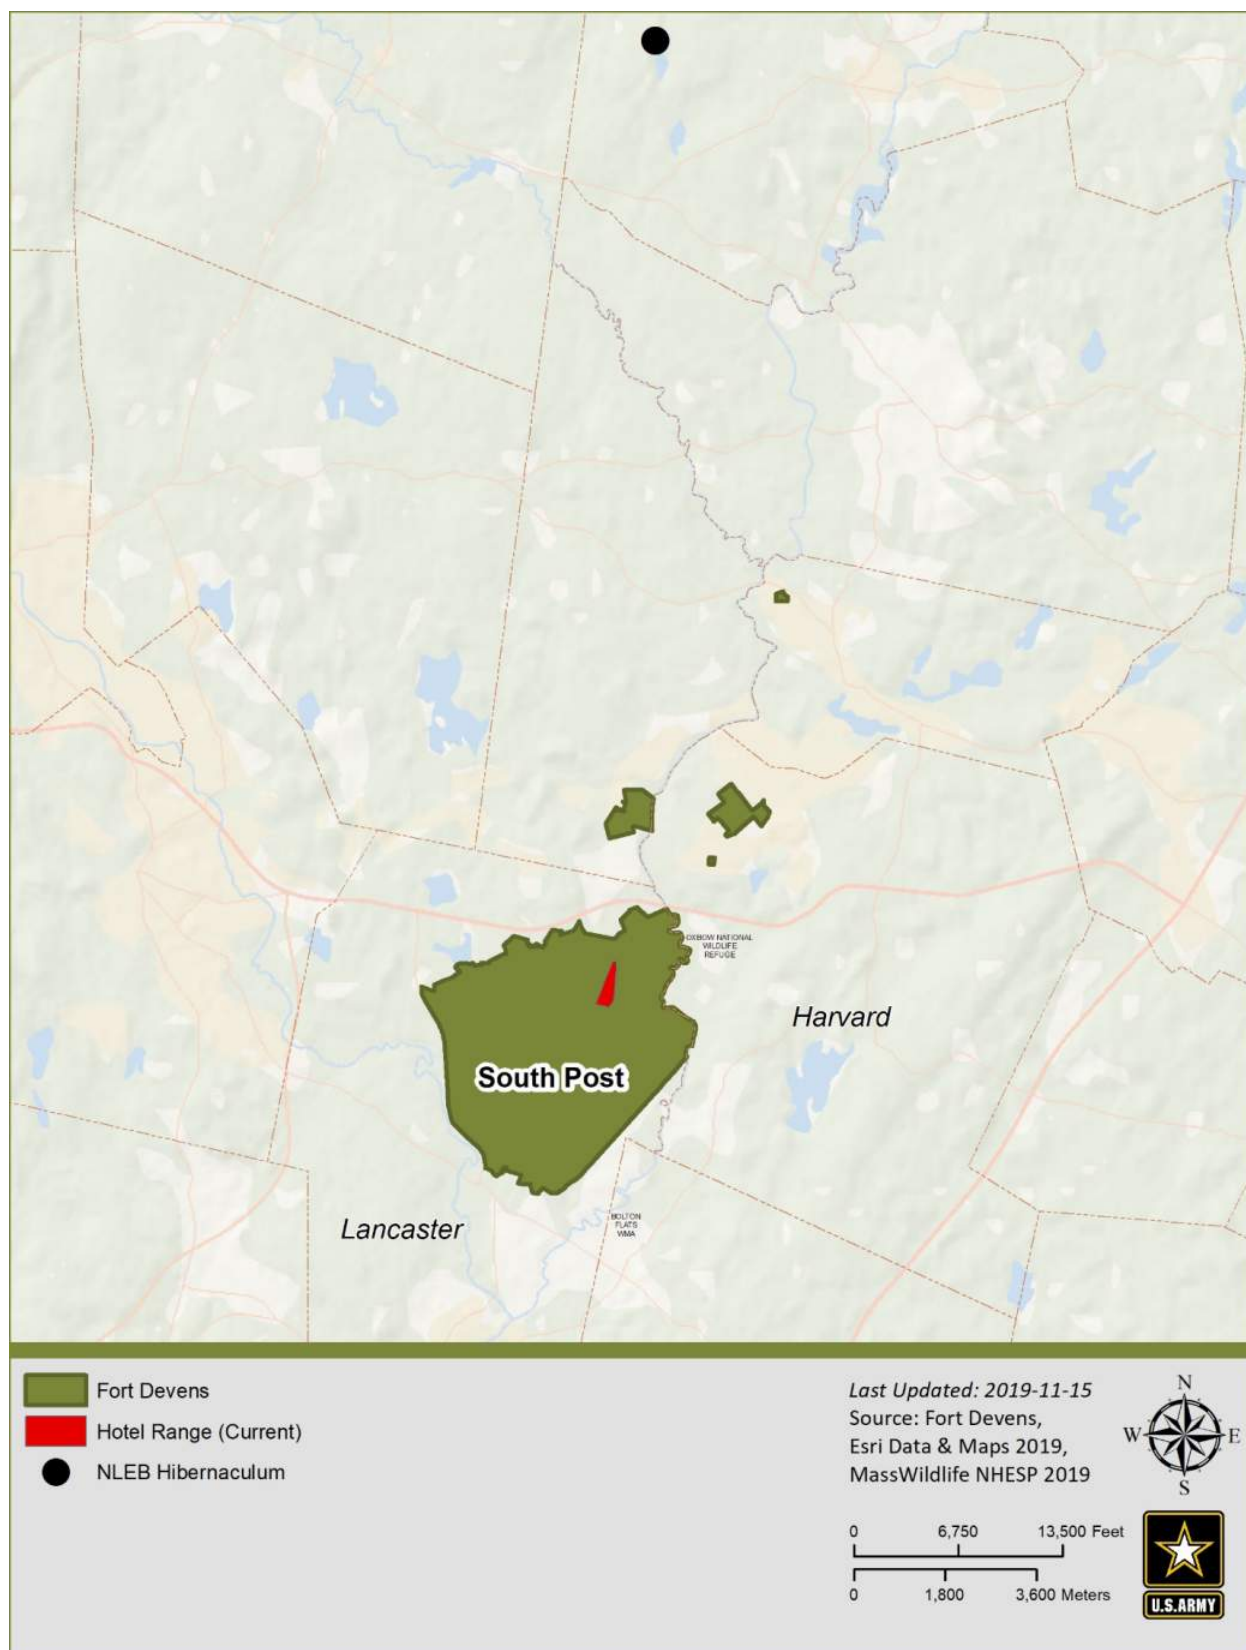 OXBOW NATIONAL
WILDLIFE
REFUGE
Harvard
South Post
Lancaster
BOLTON
FLATS
WMA
Fort Devens
Hotel Range (Current)
NLEB Hibernaculum
Last Updated: 2019-11-15
Source: Fort Devens,
Esri Data & Maps 2019,
MassWildlife NHESP 2019
N
W E
S
0 6,750 13,500 Feet
0 1,800 3,600 Meters
U.S.ARMY